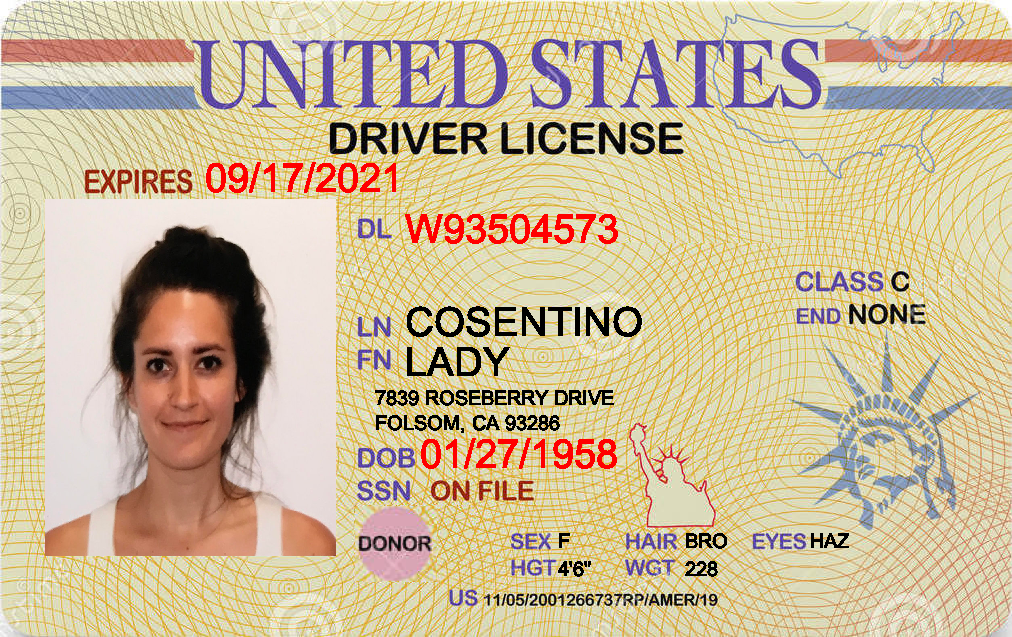 UNITED STATES
DRIVER LICENSE
EXPIRES 09/17/2021
DL W93504573
CLASS C
END NONE
LN COSENTINO
FN LADY
7839 ROSEBERRY DRIVE
FOLSOM, CA 93286
DOB 01/27/1958
SSN ON FILE
DONOR
SEX F HAIR BRO EYES HAZ
HGT 4'6" WGT 228
US 11/05/2001266737RP/AMER/19